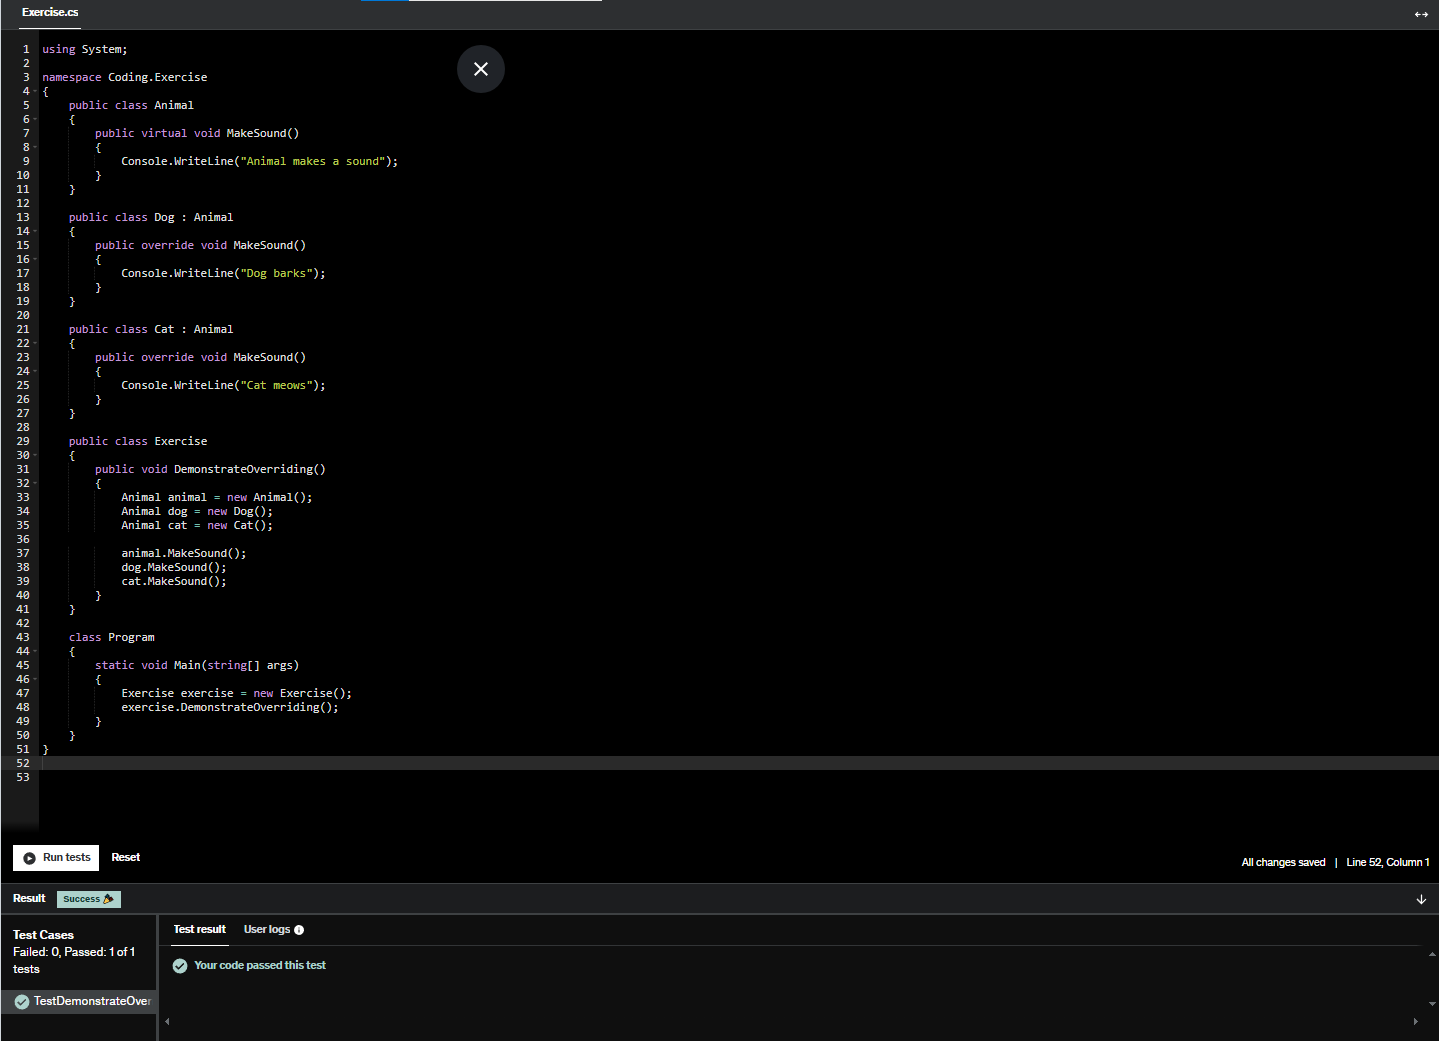 Exercise.cs
1 using System;
2
3 namespace Coding.Exercise
4 {
5     public class Animal
6     {
7         public virtual void MakeSound()
8         {
9             Console.WriteLine("Animal makes a sound");
10         }
11     }
12
13     public class Dog : Animal
14     {
15         public override void MakeSound()
16         {
17             Console.WriteLine("Dog barks");
18         }
19     }
20
21     public class Cat : Animal
22     {
23         public override void MakeSound()
24         {
25             Console.WriteLine("Cat meows");
26         }
27     }
28
29     public class Exercise
30     {
31         public void DemonstrateOverriding()
32         {
33             Animal animal = new Animal();
34             Animal dog = new Dog();
35             Animal cat = new Cat();
36
37             animal.MakeSound();
38             dog.MakeSound();
39             cat.MakeSound();
40         }
41     }
42
43     class Program
44     {
45         static void Main(string[] args)
46         {
47             Exercise exercise = new Exercise();
48             exercise.DemonstrateOverriding();
49         }
50     }
51 }
52
53
Run tests Reset
All changes saved | Line 52, Column 1
Result Success
Test Cases
Failed: 0, Passed: 1 of 1
tests
TestDemonstrateOver
Test result User logs
Your code passed this test